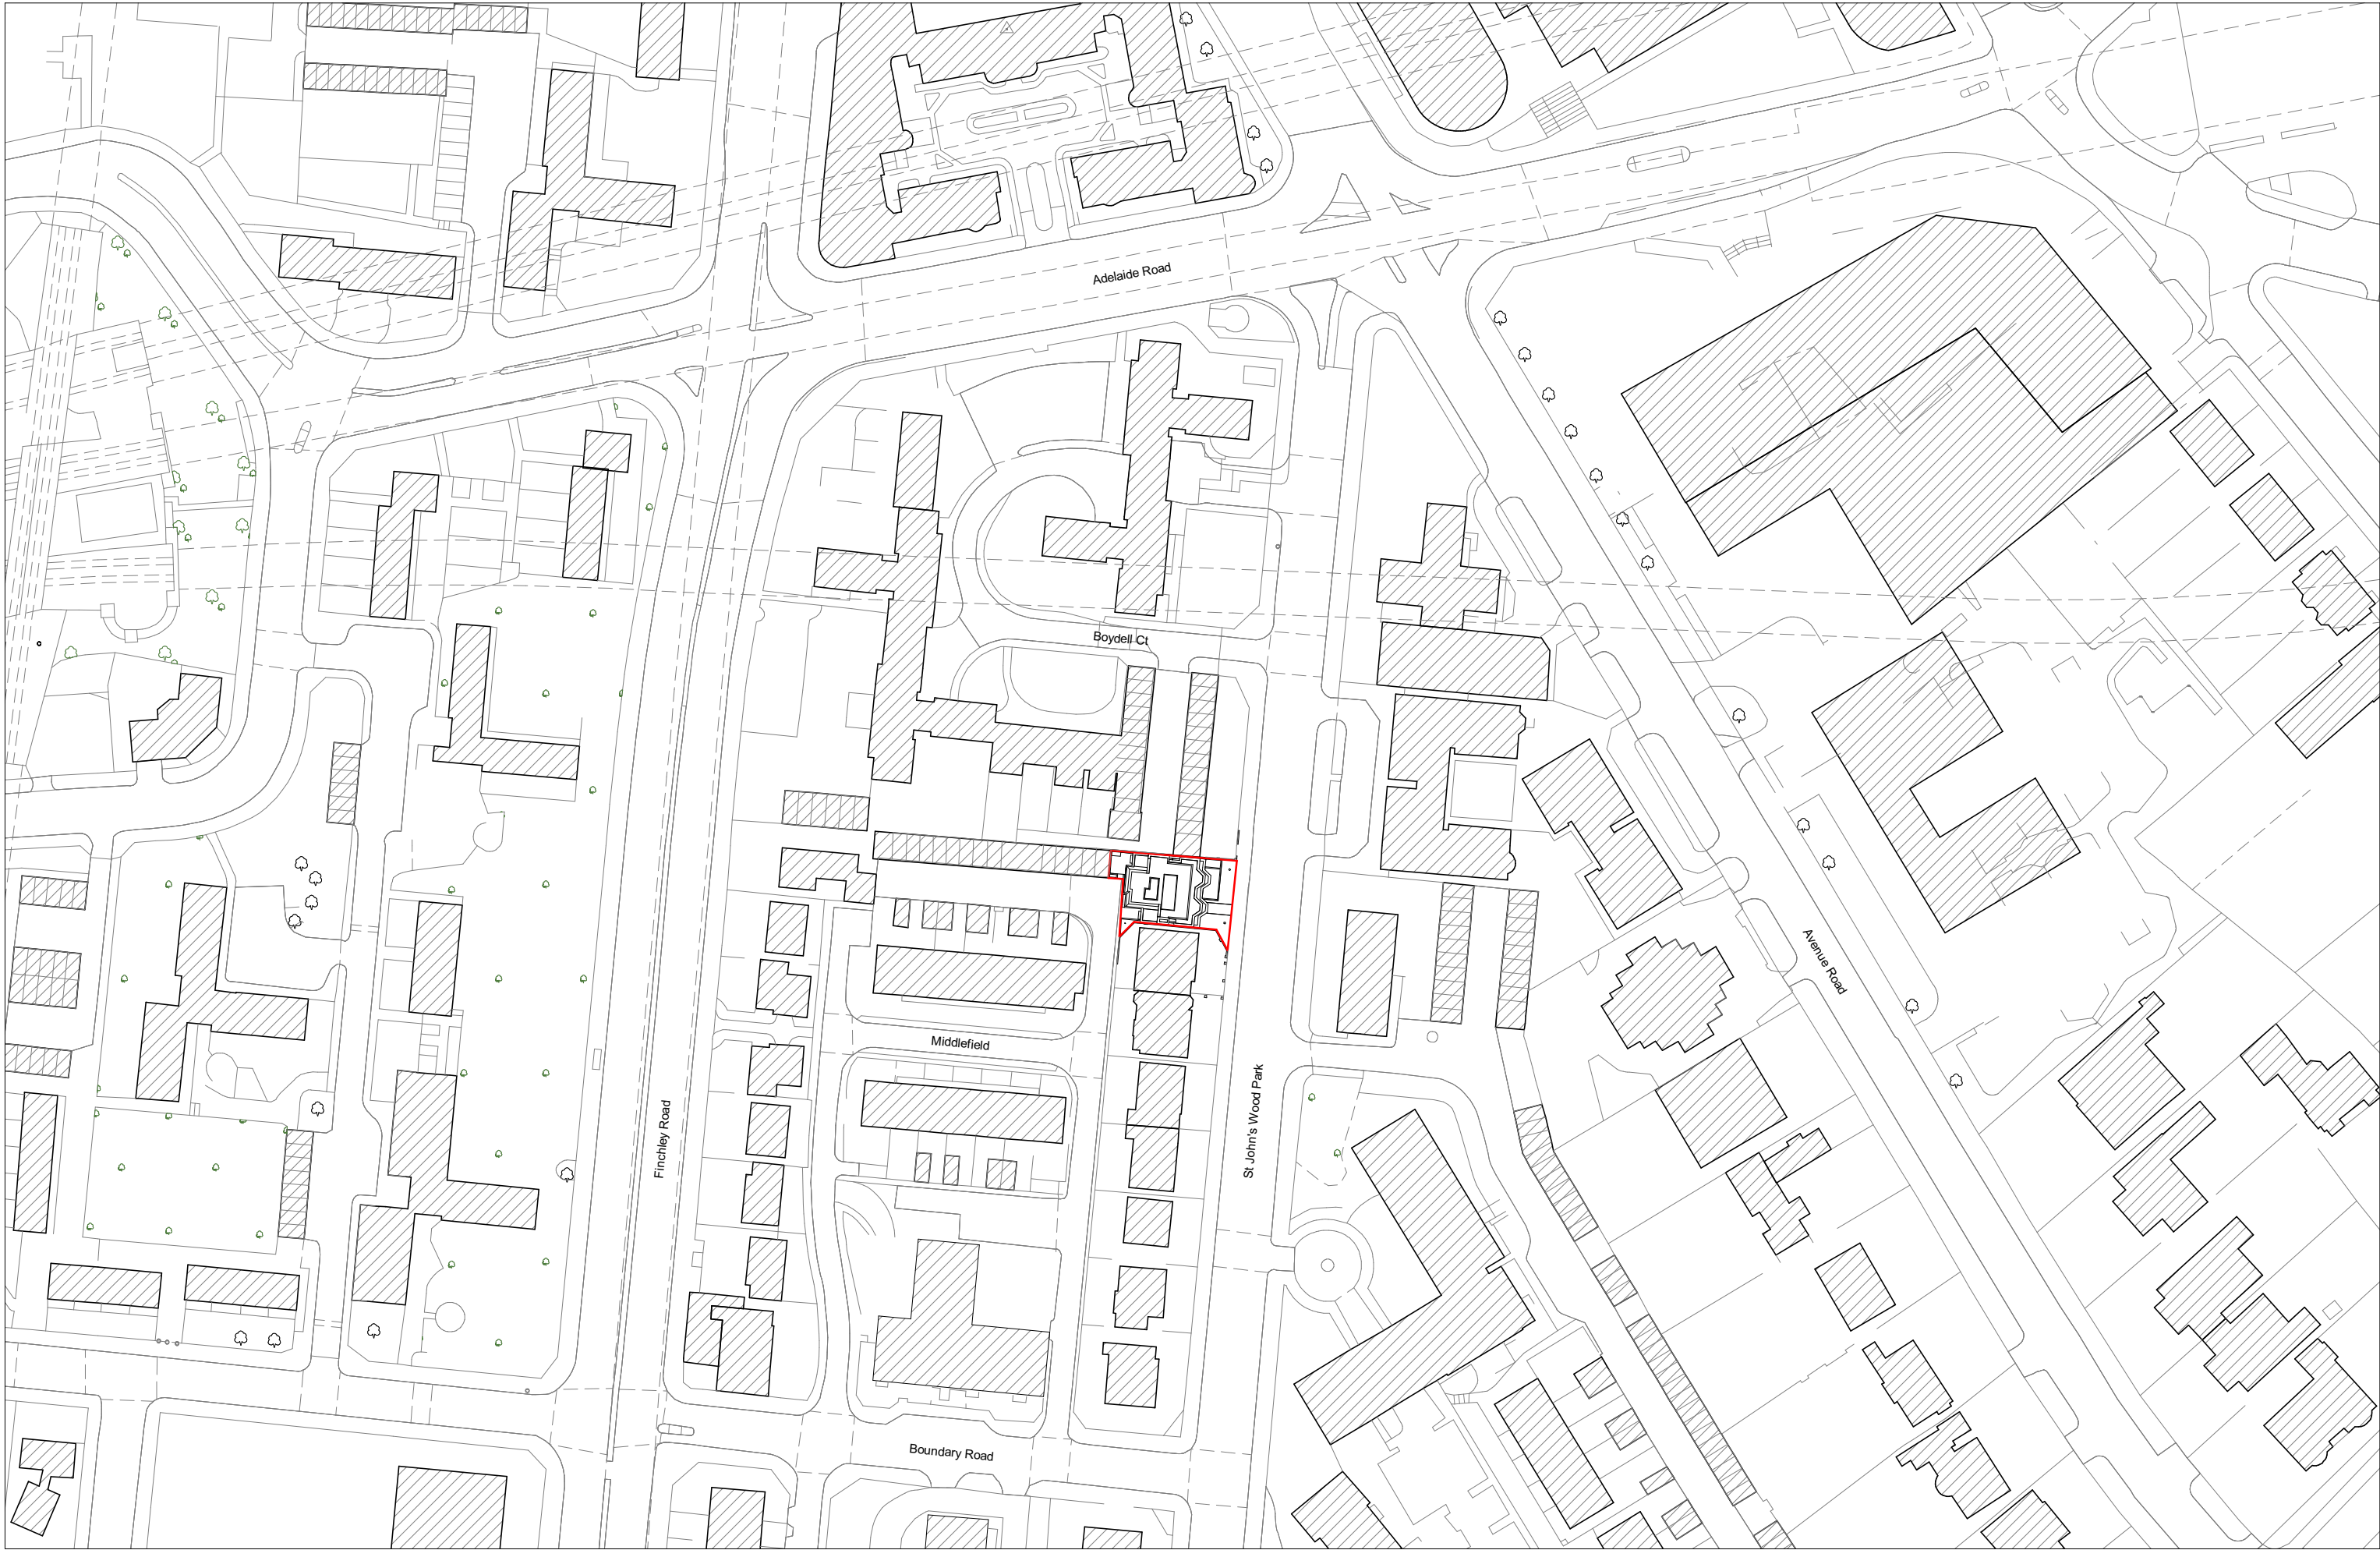 Adelaide Road
Boydell Ct
Avenue Road
Middlefield
St John's Wood Park
Finchley Road
Boundary Road